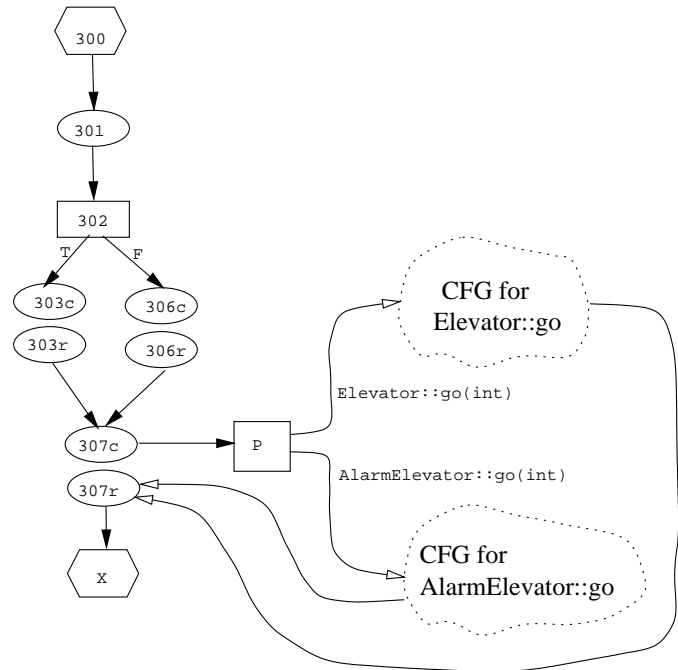 300
301
302
T
F
303c
306c
303r
306r
CFG for
Elevator::go
Elevator::go(int)
307c
P
AlarmElevator::go(int)
307r
CFG for
AlarmElevator::go
X